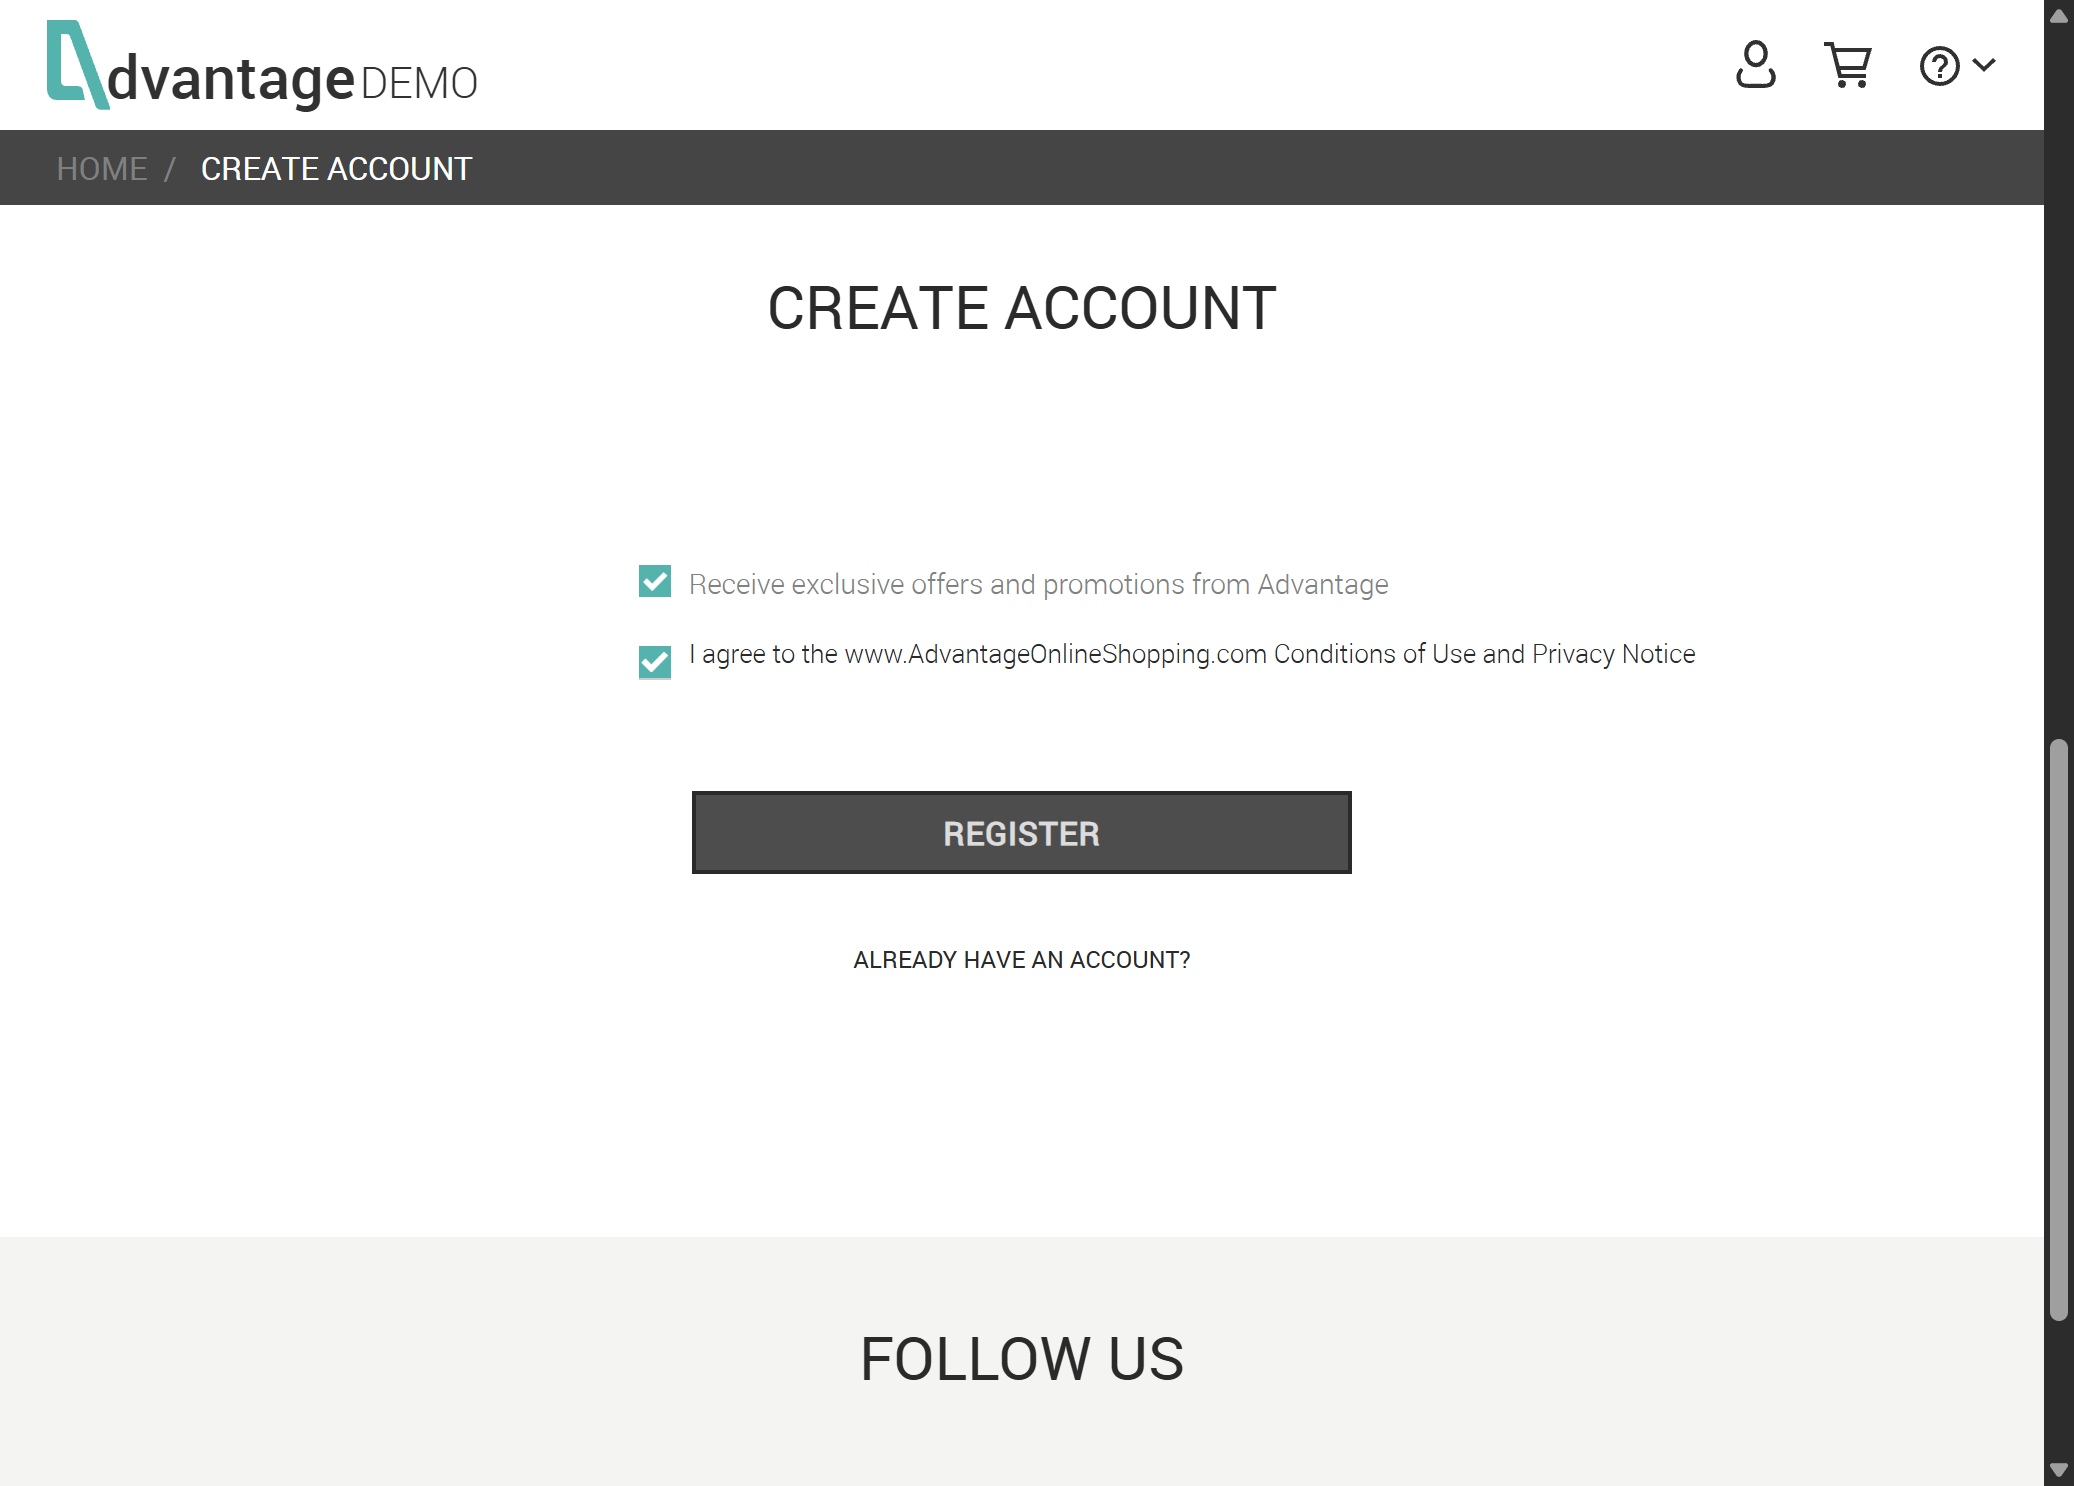 dvantage DEMO
HOME / CREATE ACCOUNT
CREATE ACCOUNT
Receive exclusive offers and promotions from Advantage
I agree to the www.AdvantageOnlineShopping.com Conditions of Use and Privacy Notice
REGISTER
ALREADY HAVE AN ACCOUNT?
FOLLOW US